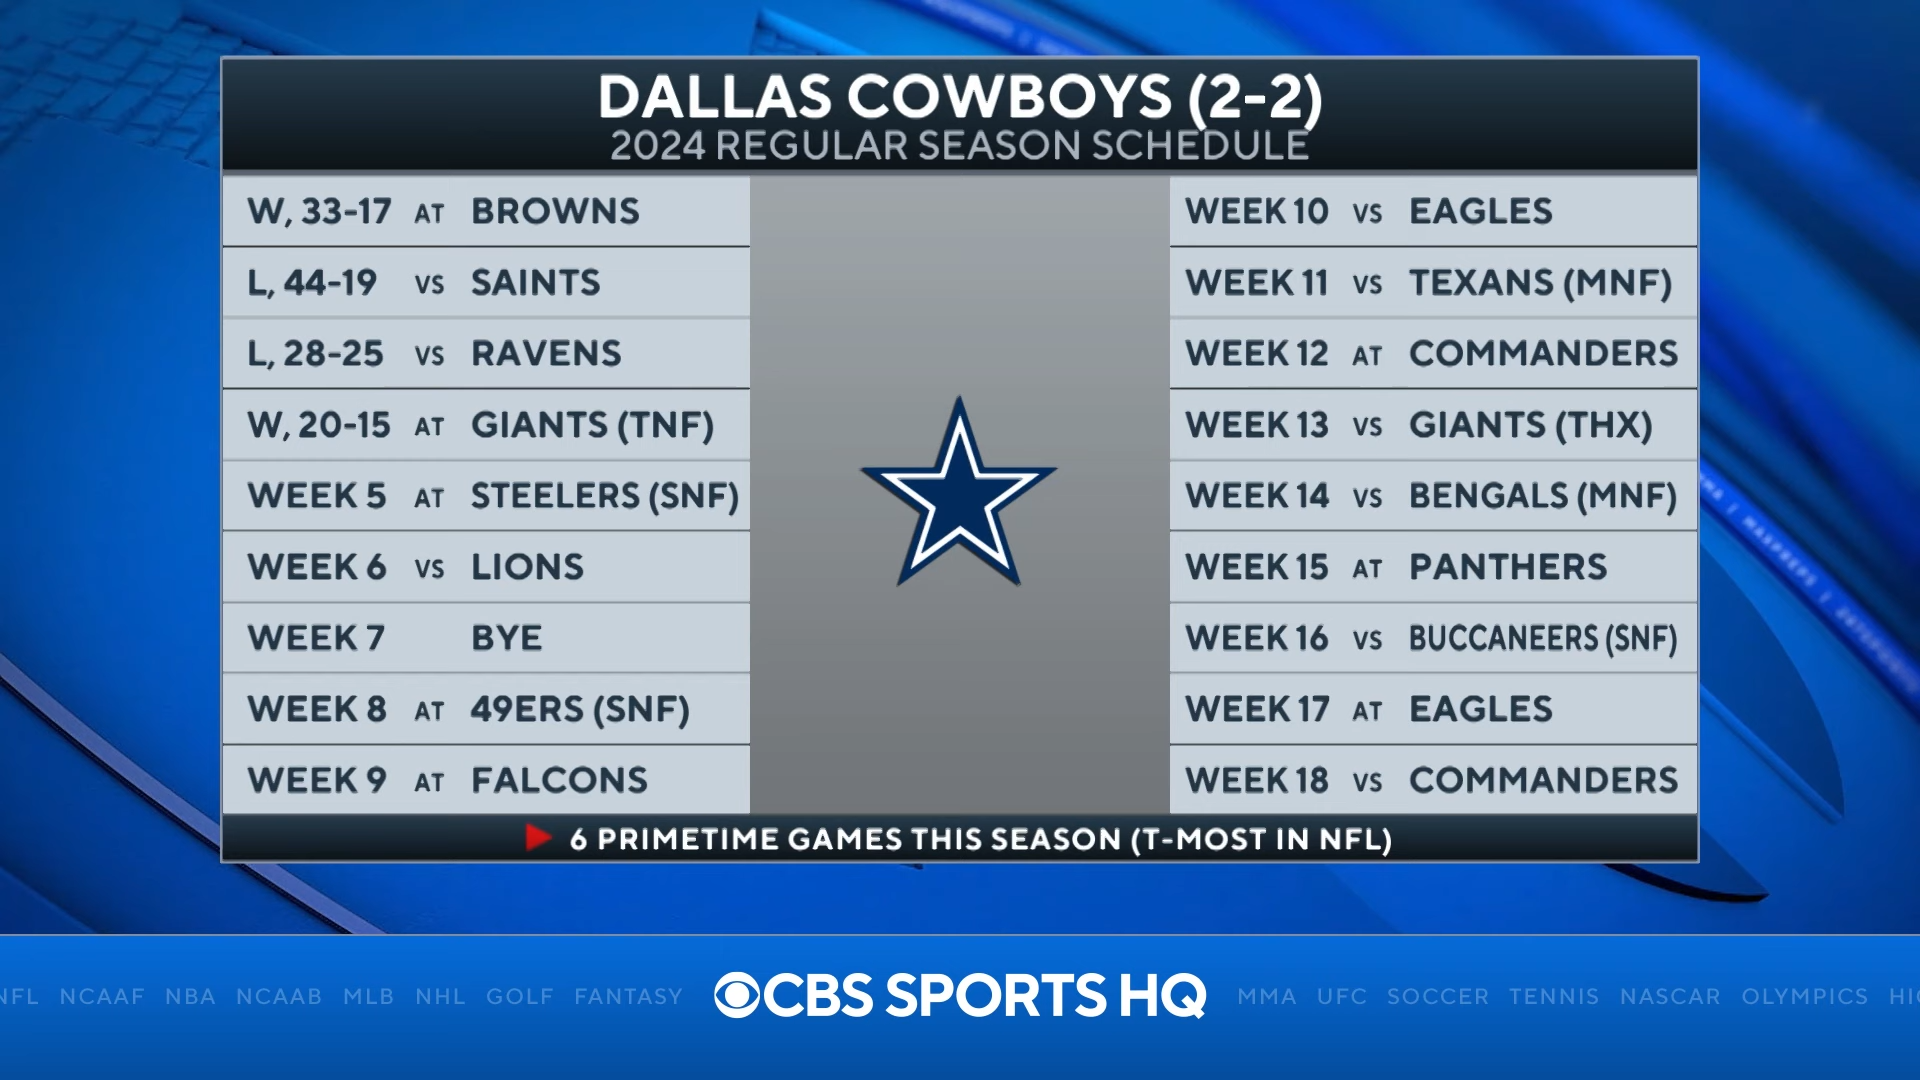 DALLAS COWBOYS (2-2)
2024 REGULAR SEASON SCHEDULE
W, 33-17 AT BROWNS
L, 44-19 VS SAINTS
L, 28-25 VS RAVENS
W, 20-15 AT GIANTS (TNF)
WEEK 5 AT STEELERS (SNF)
WEEK 6 VS LIONS
WEEK 7 BYE
WEEK 8 AT 49ERS (SNF)
WEEK 9 AT FALCONS
WEEK 10 VS EAGLES
WEEK 11 VS TEXANS (MNF)
WEEK 12 AT COMMANDERS
WEEK 13 VS GIANTS (THX)
WEEK 14 VS BENGALS (MNF)
WEEK 15 AT PANTHERS
WEEK 16 VS BUCCANEERS (SNF)
WEEK 17 AT EAGLES
WEEK 18 VS COMMANDERS
6 PRIMETIME GAMES THIS SEASON (T-MOST IN NFL)
NFL NCAAF NBA NCAAB MLB NHL GOLF FANTASY CBS SPORTS HQ MMA UFC SOCCER TENNIS NASCAR OLYMPICS
MAXPREPS